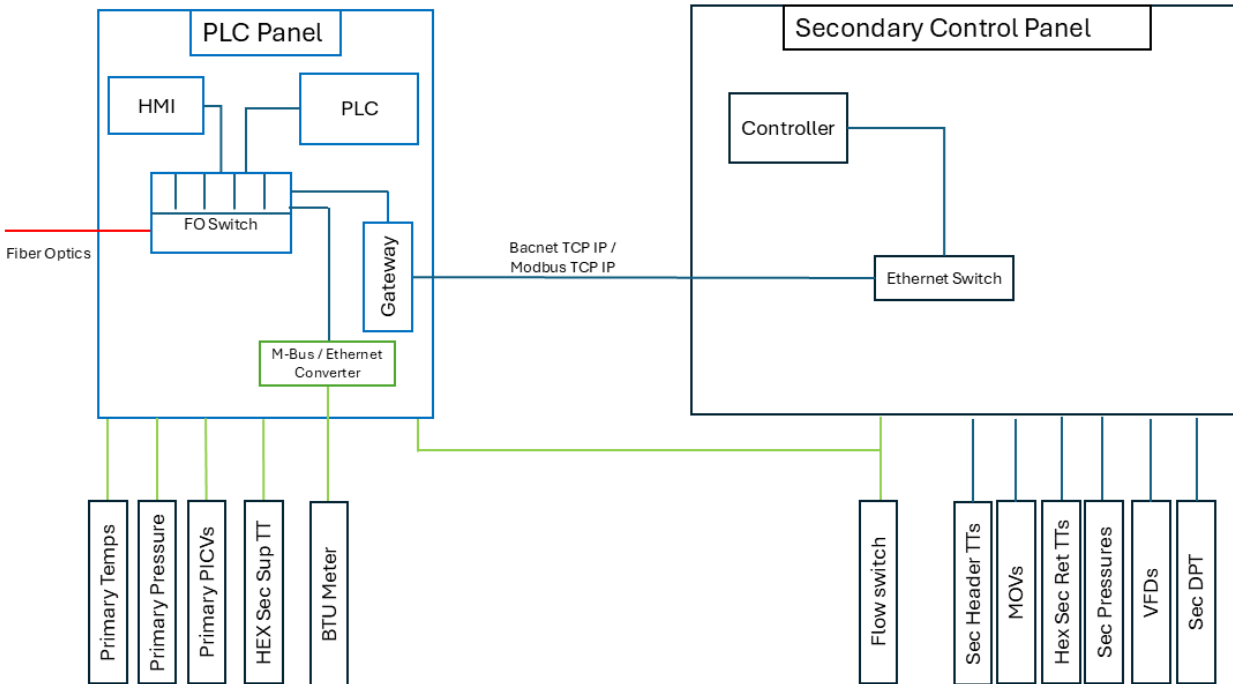 PLC Panel
Secondary Control Panel
HMI
PLC
Controller
FO Switch
Fiber Optics
Gateway
Bacnet TCP IP /
Modbus TCP IP
Ethernet Switch
M-Bus / Ethernet
Converter
Primary Temps
Primary Pressure
Primary PICVs
HEX Sec Sup TT
BTU Meter
Flow switch
Sec Header TTs
MOVs
Hex Sec Ret TTs
Sec Pressures
VFDs
Sec DPT